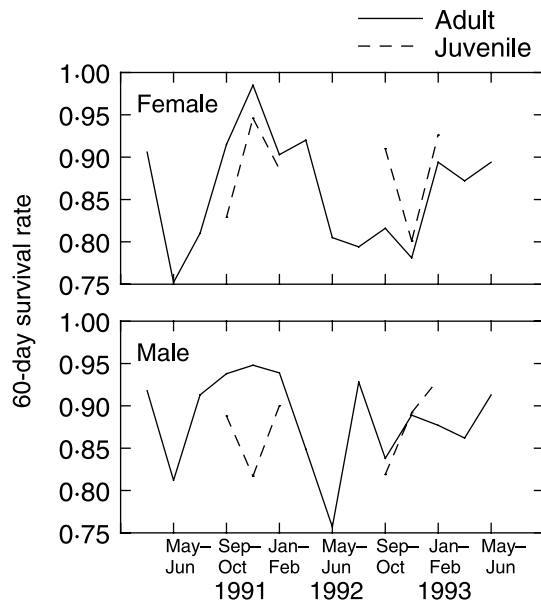 Adult
Juvenile
60-day survival rate
Female
1·00
0·95
0·90
0·85
0·80
0·75
Male
1·00
0·95
0·90
0·85
0·80
0·75
May– Sep– Jan– May– Sep– Jan– May–
Jun Oct Feb Jun Oct Feb Jun
1991 1992 1993